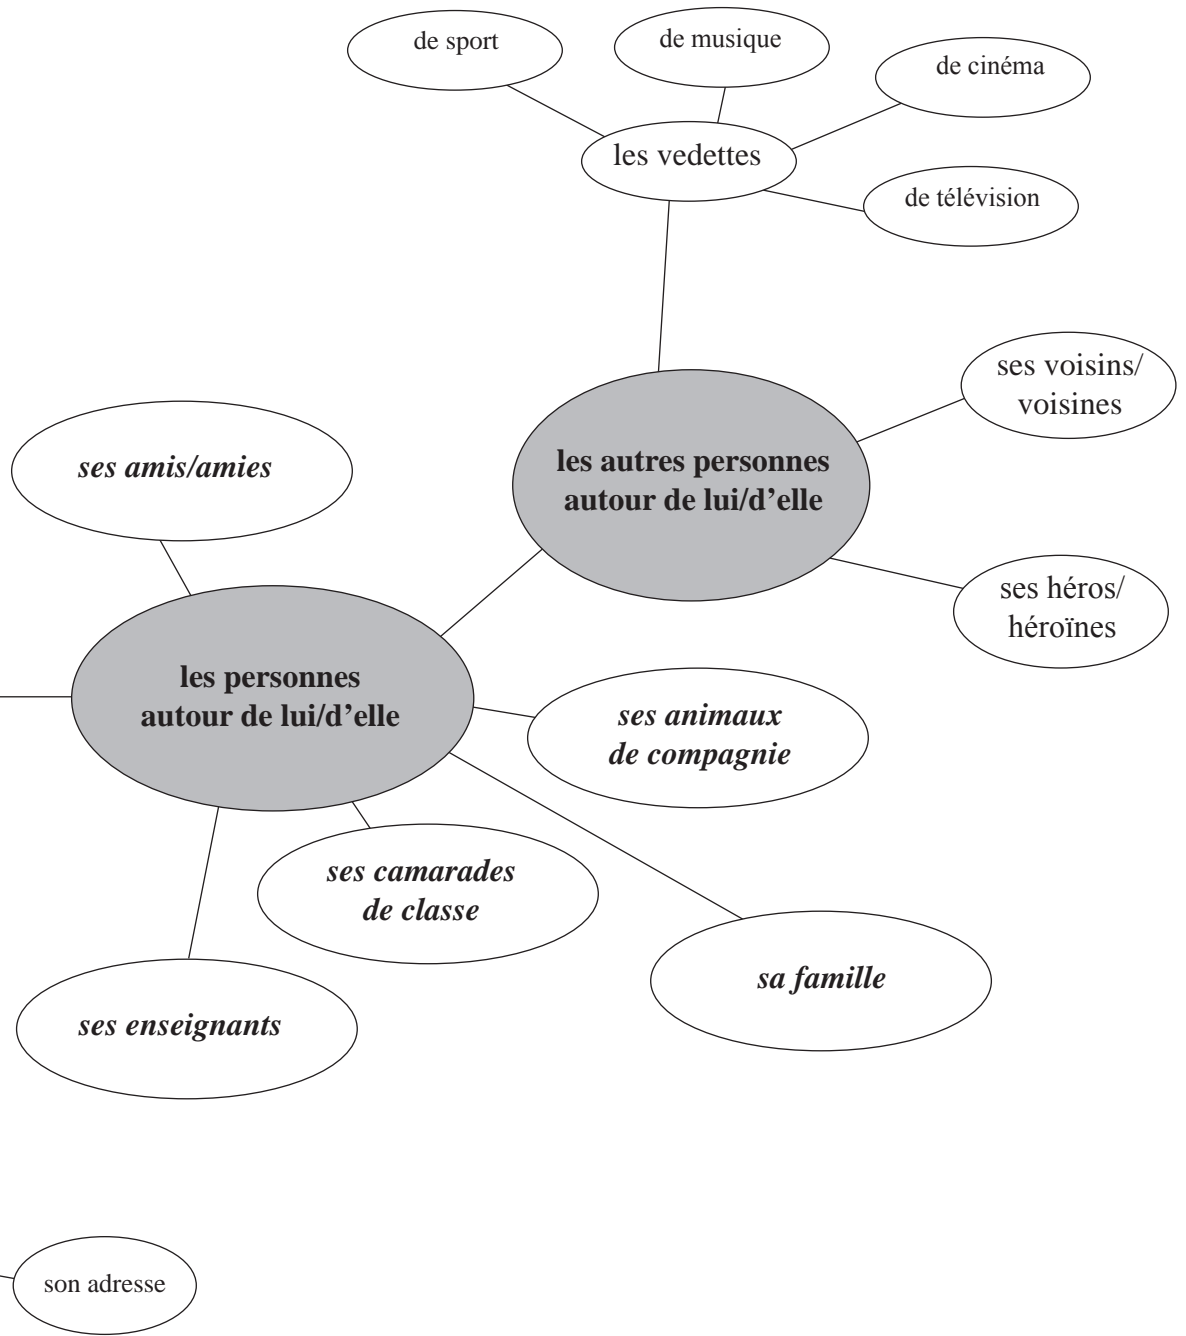 de sport
de musique
de cinéma
les vedettes
de télévision
ses voisins/
voisines
les autres personnes
autour de lui/d’elle
ses amis/amies
ses héros/
héroïnes
les personnes
autour de lui/d’elle
ses animaux
de compagnie
ses camarades
de classe
sa famille
ses enseignants
son adresse